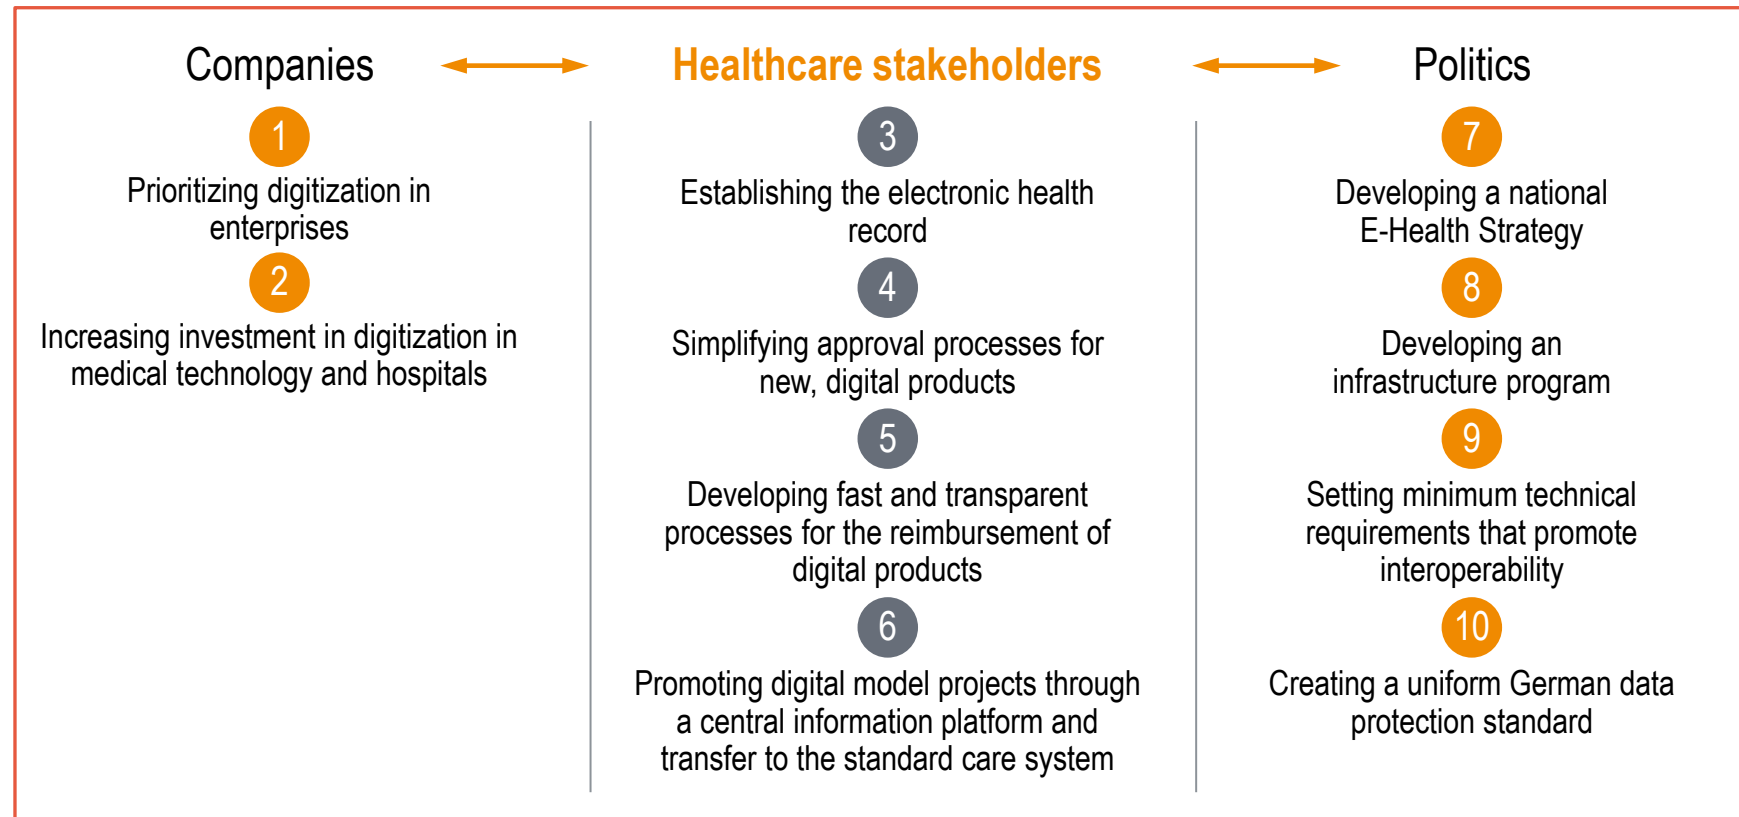 Companies
Healthcare stakeholders
Politics
1
Prioritizing digitization in
enterprises
2
Increasing investment in digitization in
medical technology and hospitals
3
Establishing the electronic health
record
4
Simplifying approval processes for
new, digital products
5
Developing fast and transparent
processes for the reimbursement of
digital products
6
Promoting digital model projects through
a central information platform and
transfer to the standard care system
7
Developing a national
E-Health Strategy
8
Developing an
infrastructure program
9
Setting minimum technical
requirements that promote
interoperability
10
Creating a uniform German data
protection standard